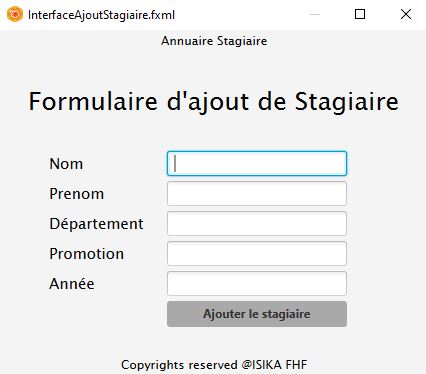 InterfaceAjoutStagiaire.fxml
Annuaire Stagiaire
Formulaire d'ajout de Stagiaire
Nom
Prenom
Département
Promotion
Année
Ajouter le stagiaire
Copyrights reserved @ISIKA FHF